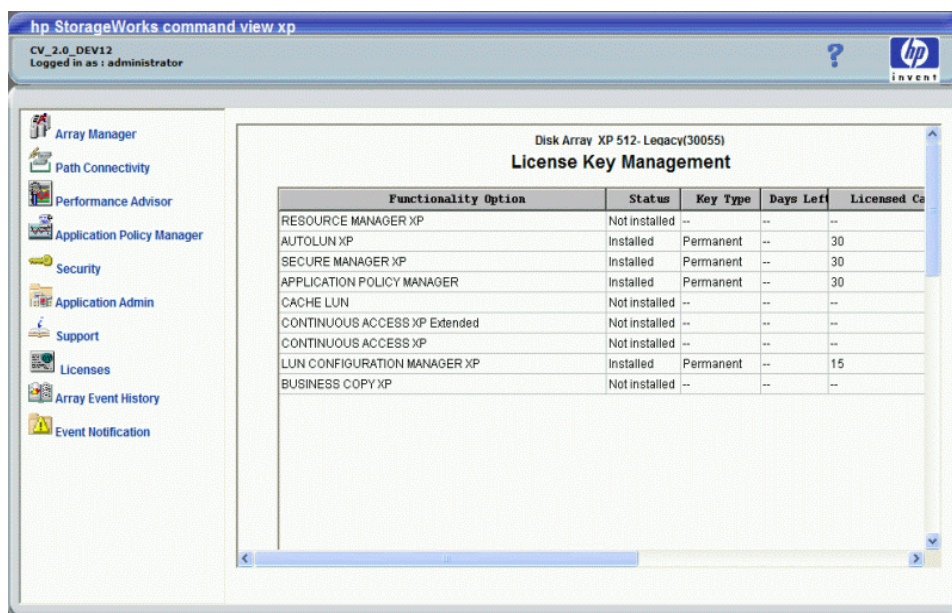 hp StorageWorks command view xp
CV_2.0_DEV12
Logged in as : administrator
?
hp
invent
Array Manager
Path Connectivity
Performance Advisor
Application Policy Manager
Security
Application Admin
Support
Licenses
Array Event History
Event Notification
Disk Array XP 512- Legacy(30055)
License Key Management
Functionality Option Status Key Type Days Left Licensed Ca
RESOURCE MANAGER XP Not installed -- -- --
AUTOLUN XP Installed Permanent -- 30
SECURE MANAGER XP Installed Permanent -- 30
APPLICATION POLICY MANAGER Installed Permanent -- 30
CACHE LUN Not installed -- -- --
CONTINUOUS ACCESS XP Extended Not installed -- -- --
CONTINUOUS ACCESS XP Not installed -- -- --
LUN CONFIGURATION MANAGER XP Installed Permanent -- 15
BUSINESS COPY XP Not installed -- -- --